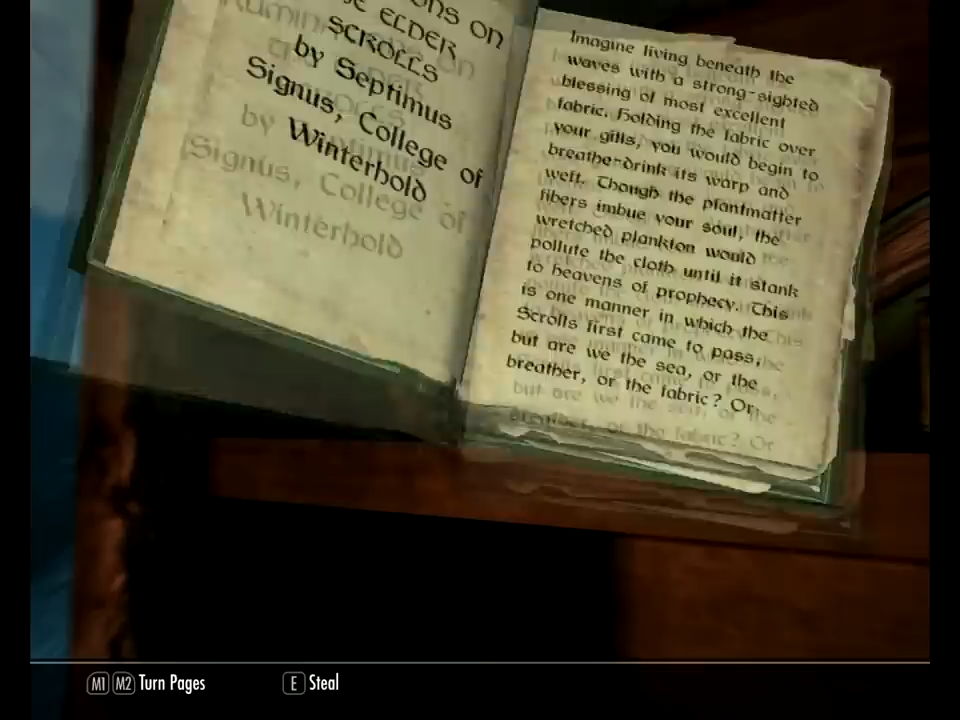 ONS ON
E ELDER
SCROLLS
by Septimus
Signus, College of
Winterhold
Imagine living beneath the
waves with a strong-sighted
blessing of most excellent
fabric. Holding the fabric over
your gills, you would begin to
breathe-drink its warp and
weft. Though the plantmatter
fibers imbue your soul, the
wretched plankton would
pollute the cloth until it stank
to heavens of prophecy. This
is one manner in which the
Scrolls first came to pass,
but are we the sea, or the
breather, or the fabric? Or
M1 M2 Turn Pages
E Steal